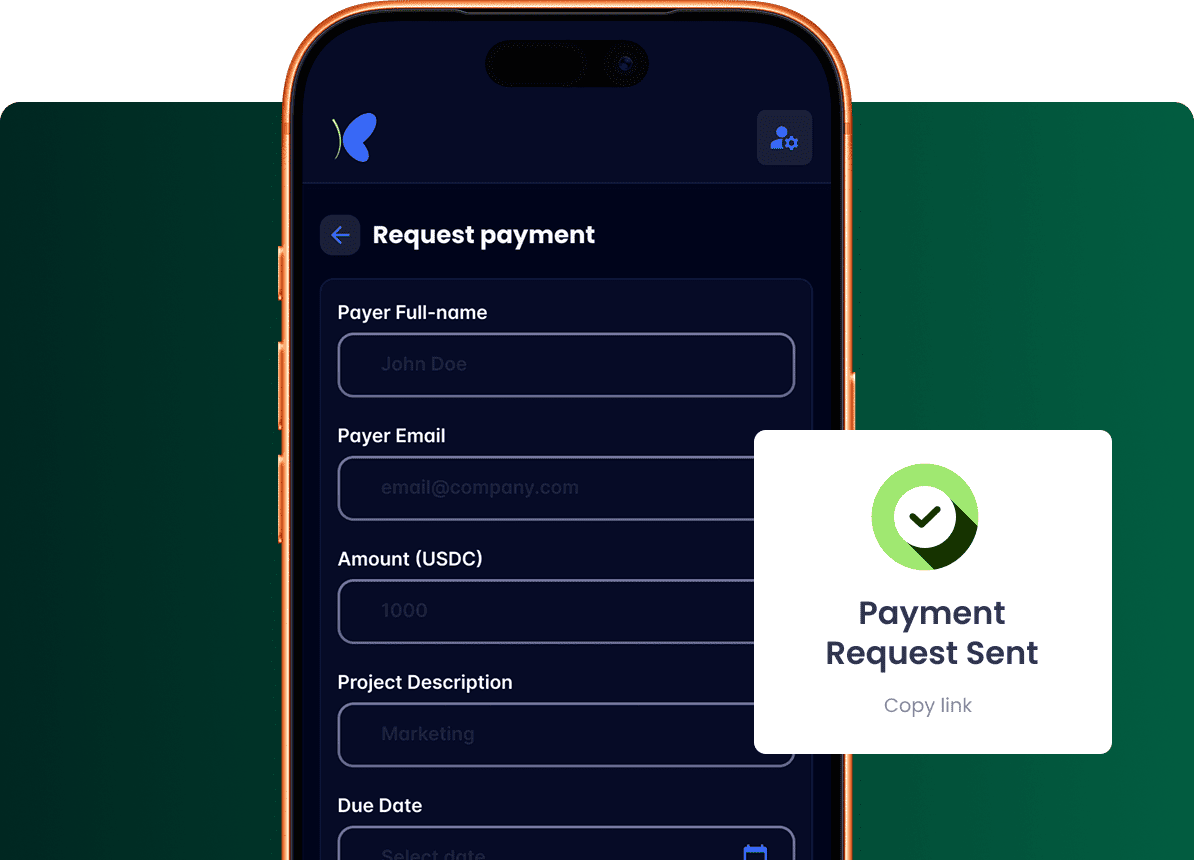 Request payment
Payer Full-name
John Doe
Payer Email
email@company.com
Amount (USDC)
1000
Project Description
Marketing
Due Date
Select date
Payment
Request Sent
Copy link